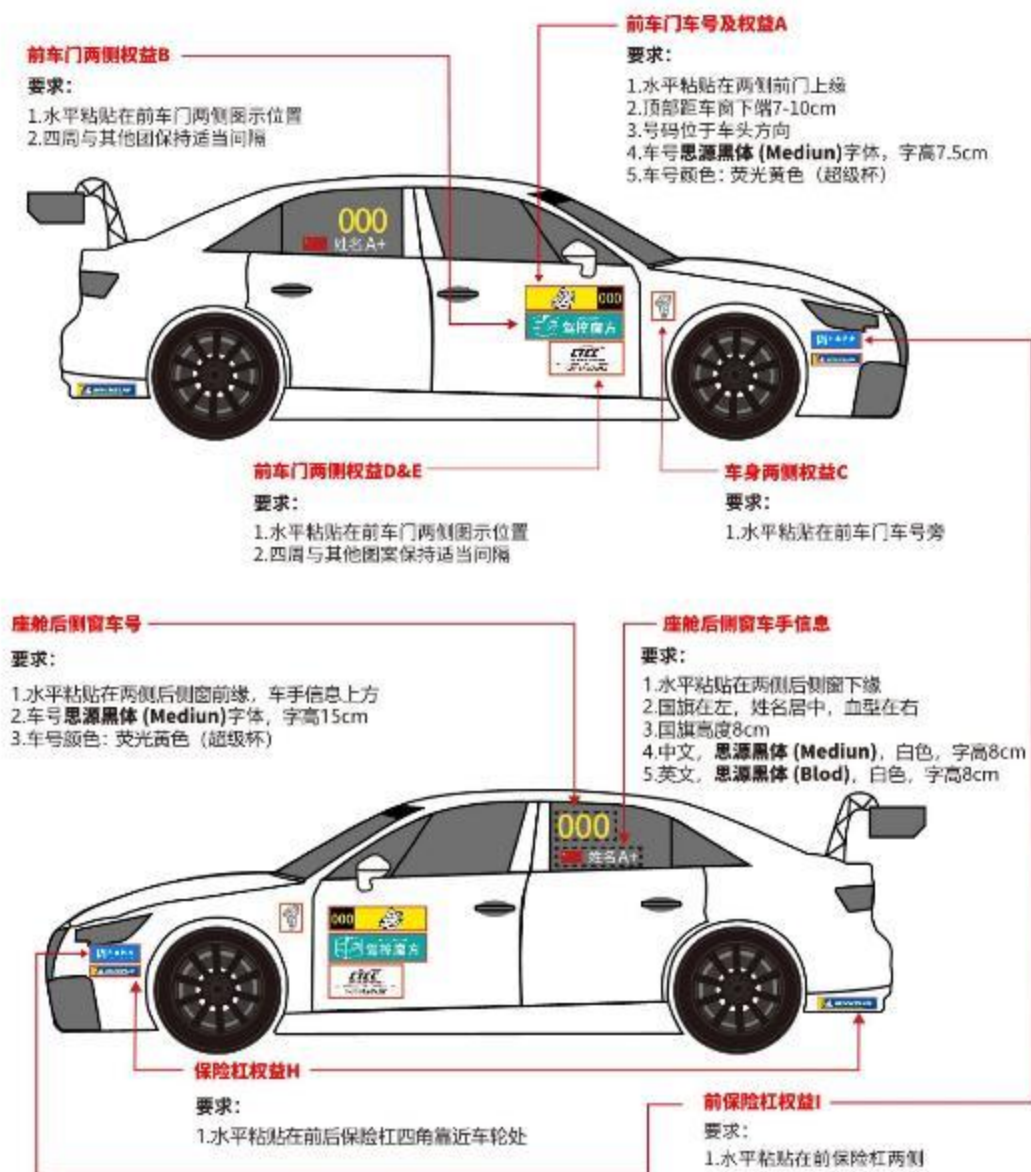 前车门车号及权益A
要求：
1.水平粘贴在两侧前门上缘
2.顶部距车窗下端7-10cm
3.号码位于车头方向
4.车号思源黑体 (Mediun)字体，字高7.5cm
5.车号颜色：荧光黄色（超级杯）
前车门两侧权益B
要求：
1.水平粘贴在前车门两侧图示位置
2.四周与其他团保持适当间隔
000
姓名A+
000
驾控魔方
CTCC
前车门两侧权益D&E
要求：
1.水平粘贴在前车门两侧图示位置
2.四周与其他图案保持适当间隔
车身两侧权益C
要求：
1.水平粘贴在前车门车号旁
座舱后侧窗车号
要求：
1.水平粘贴在两侧后侧窗前缘，车手信息上方
2.车号思源黑体 (Mediun)字体，字高15cm
3.车号颜色：荧光黄色（超级杯）
座舱后侧窗车手信息
要求：
1.水平粘贴在两侧后侧窗下缘
2.国旗在左，姓名居中，血型在右
3.国旗高度8cm
4.中文，思源黑体 (Mediun)，白色，字高8cm
5.英文，思源黑体 (Blod)，白色，字高8cm
000
姓名A+
000
驾控魔方
CTCC
保险杠权益H
要求：
1.水平粘贴在前后保险杠四角靠近车轮处
前保险杠权益I
要求：
1.水平粘贴在前保险杠两侧